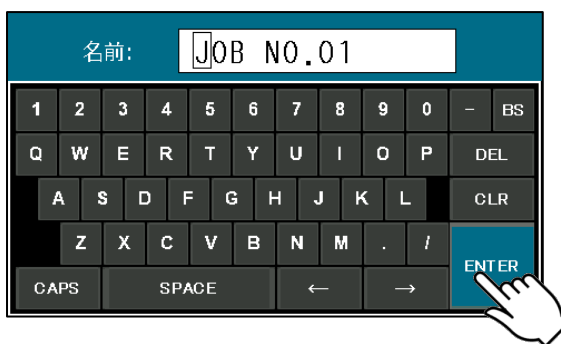 名前: JOB NO.01
1 2 3 4 5 6 7 8 9 0 - BS
Q W E R T Y U I O P DEL
A S D F G H J K L CLR
Z X C V B N M . / ENTER
CAPS SPACE ← →